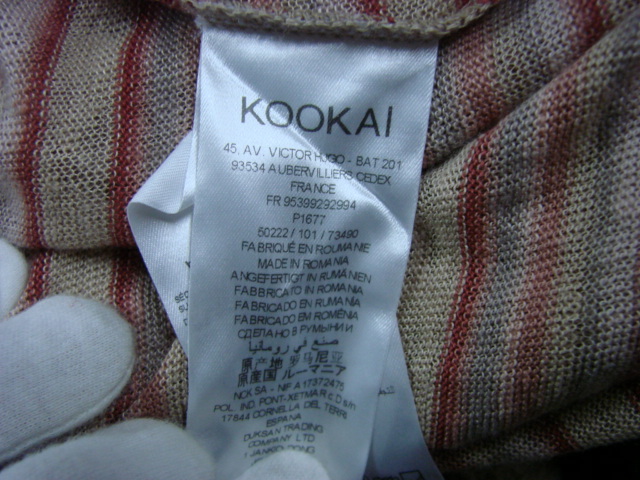 KOOKAÏ
45. AV. VICTOR HUGO - BAT 201
93534 AUBERVILLIERS CEDEX
FRANCE
FR 95399292994
P1677
50222 / 101 / 73490
FABRIQUÉ EN ROUMANIE
MADE IN ROMANIA
ANGEFERTIGT IN RUMÄNIEN
FABBRICATO IN ROMANIA
FABRICADO EN RUMANIA
FABRICADO EM ROMÉNIA
СДЕЛАНО В РУМЫНИИ
صنع في رومانيا
原产地 罗马尼亚
原産国 ルーマニア
NCK SA - NIF A17372475
POL. IND. PONT-XETMAR c D s/n
17844 CORNELLA DEL TERRI
ESPANA
DUKSAN TRADING
COMPANY LTD